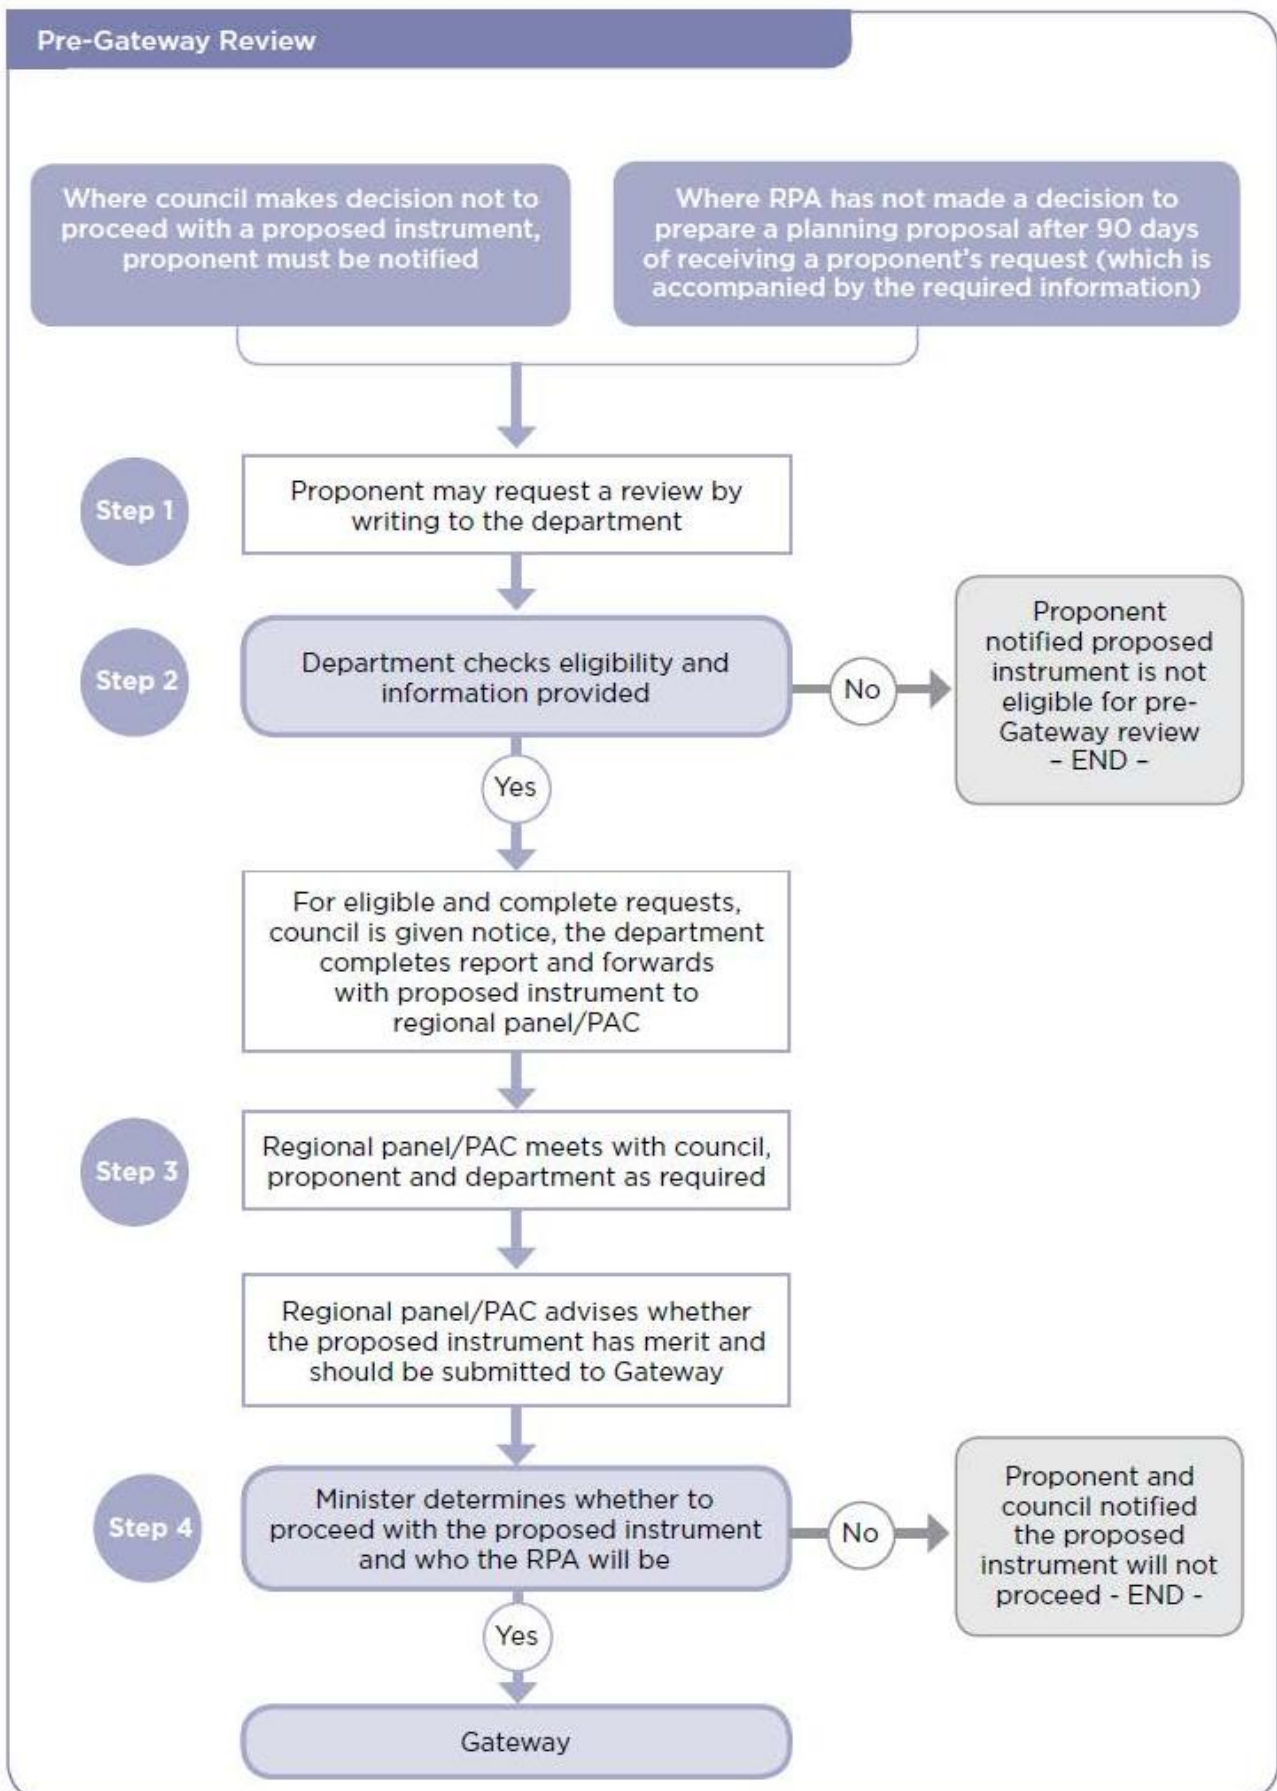 Pre-Gateway Review
Where council makes decision not to
proceed with a proposed instrument,
proponent must be notified
Where RPA has not made a decision to
prepare a planning proposal after 90 days
of receiving a proponent's request (which is
accompanied by the required information)
Step 1
Proponent may request a review by
writing to the department
Step 2
Department checks eligibility and
information provided
No
Proponent
notified proposed
instrument is not
eligible for pre-
Gateway review
– END –
Yes
For eligible and complete requests,
council is given notice, the department
completes report and forwards
with proposed instrument to
regional panel/PAC
Step 3
Regional panel/PAC meets with council,
proponent and department as required
Regional panel/PAC advises whether
the proposed instrument has merit and
should be submitted to Gateway
Step 4
Minister determines whether to
proceed with the proposed instrument
and who the RPA will be
No
Proponent and
council notified
the proposed
instrument will not
proceed - END -
Yes
Gateway